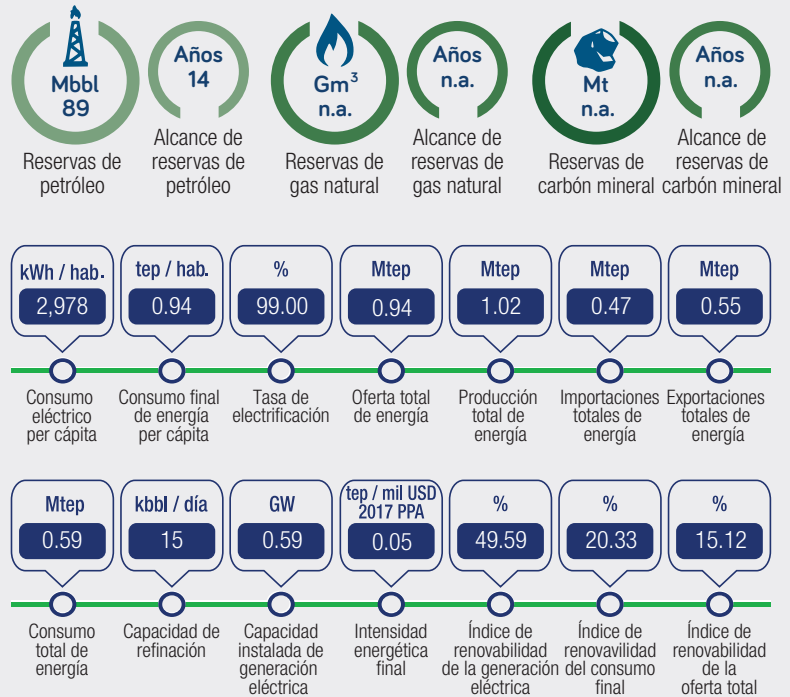 Mbbl
89
Reservas de
petróleo
Años
14
Alcance de
reservas de
petróleo
Gm³
n.a.
Reservas de
gas natural
Años
n.a.
Alcance de
reservas de
gas natural
Mt
n.a.
Reservas de
carbón mineral
Años
n.a.
Alcance de
reservas de
carbón mineral
kWh / hab.
2,978
Consumo
eléctrico
per cápita
tep / hab.
0.94
Consumo final
de energía
per cápita
%
99.00
Tasa de
electrificación
Mtep
0.94
Oferta total
de energía
Mtep
1.02
Producción
total de
energía
Mtep
0.47
Importaciones
totales de
energía
Mtep
0.55
Exportaciones
totales de
energía
Mtep
0.59
Consumo
total de
energía
kbbl / día
15
Capacidad de
refinación
GW
0.59
Capacidad
instalada de
generación
eléctrica
tep / mil USD
2017 PPA
0.05
Intensidad
energética
final
%
49.59
Índice de
renovabilidad
de la generación
eléctrica
%
20.33
Índice de
renovavilidad
del consumo
final
%
15.12
Índice de
renovabilidad
de la
oferta total